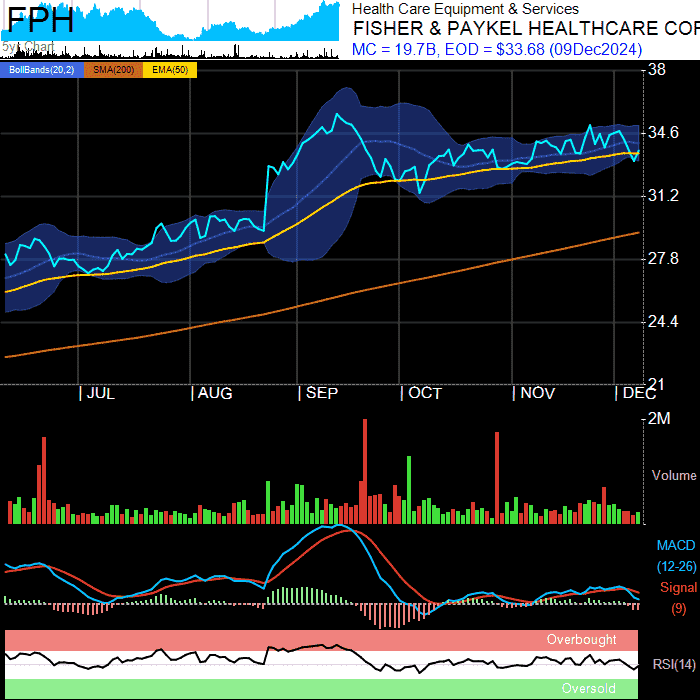 FPH
5yr Chart
Health Care Equipment & Services
FISHER & PAYKEL HEALTHCARE COR
MC = 19.7B, EOD = $33.68 (09Dec2024)
BollBands(20,2) SMA(200) EMA(50)
38
34.6
31.2
27.8
24.4
21
JUL AUG SEP OCT NOV DEC
2M
Volume
MACD
(12-26)
Signal
(9)
Overbought
RSI(14)
Oversold